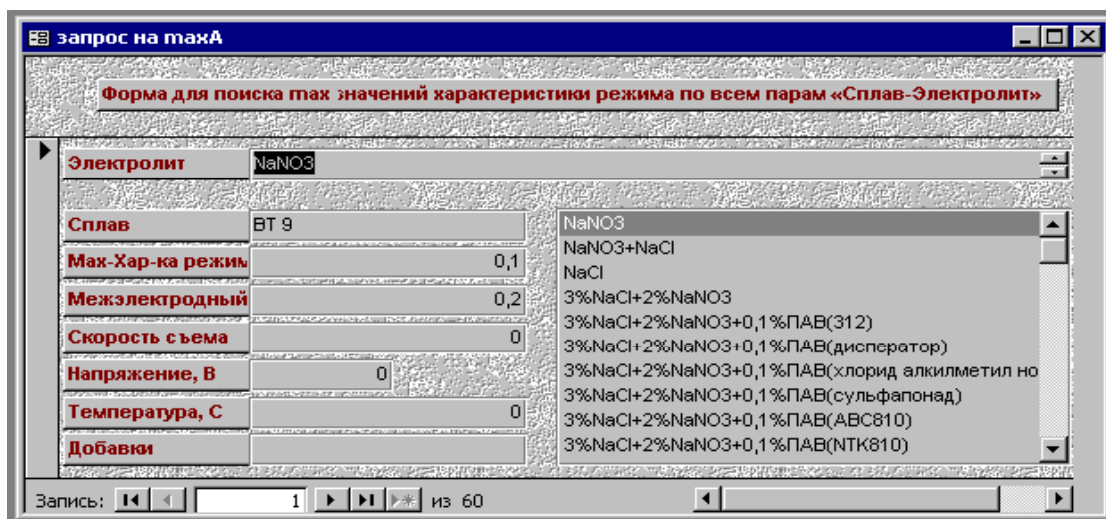 запрос на maxA
Форма для поиска max значений характеристики режима по всем парам «Сплав-Электролит»
Электролит NaNO3
Сплав ВТ 9
Мах-Хар-ка режим 0,1
Межэлектродный 0,2
Скорость съема 0
Напряжение, В 0
Температура, С 0
Добавки
NaNO3
NaNO3+NaCl
NaCl
3%NaCl+2%NaNO3
3%NaCl+2%NaNO3+0,1%ПАВ(312)
3%NaCl+2%NaNO3+0,1%ПАВ(дисператор)
3%NaCl+2%NaNO3+0,1%ПАВ(хлорид алкилметил но
3%NaCl+2%NaNO3+0,1%ПАВ(сульфапонад)
3%NaCl+2%NaNO3+0,1%ПАВ(АВС810)
3%NaCl+2%NaNO3+0,1%ПАВ(NTK810)
Запись: 1 из 60